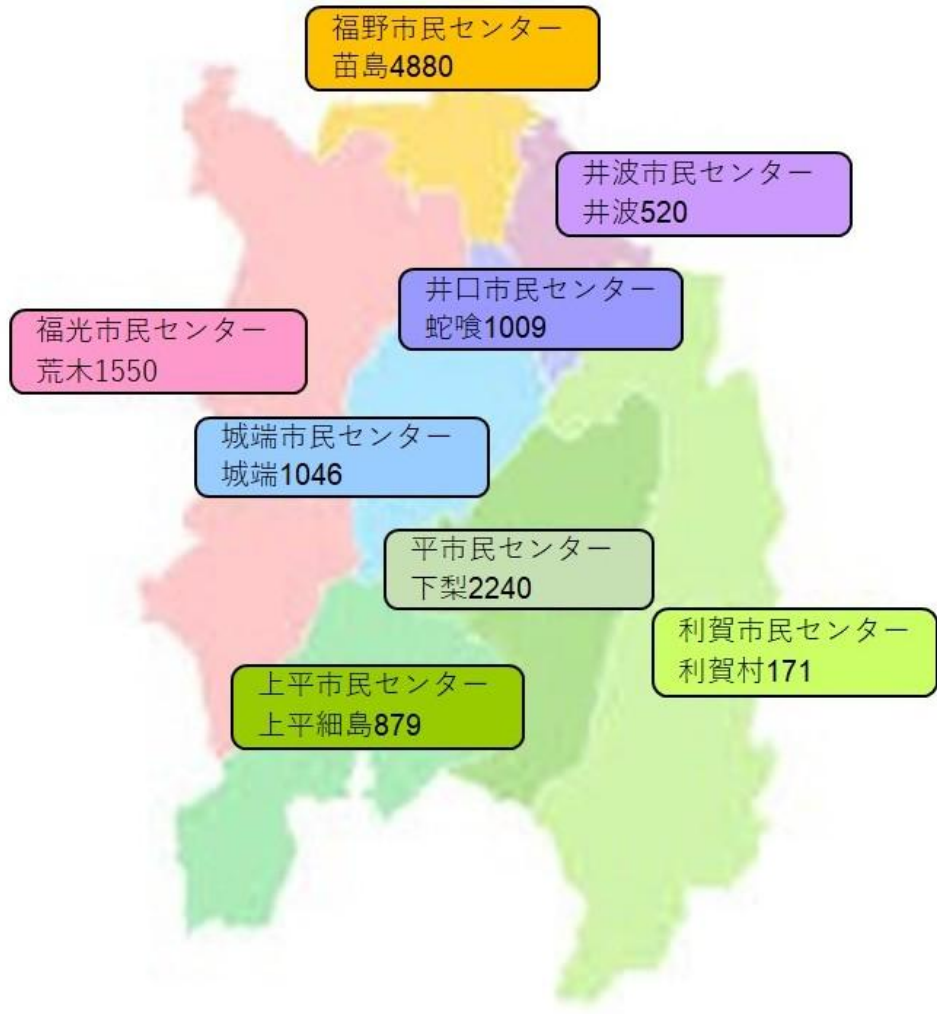 福野市民センター
苗島4880
井波市民センター
井波520
井口市民センター
蛇喰1009
福光市民センター
荒木1550
城端市民センター
城端1046
平市民センター
下梨2240
利賀市民センター
利賀村171
上平市民センター
上平細島879